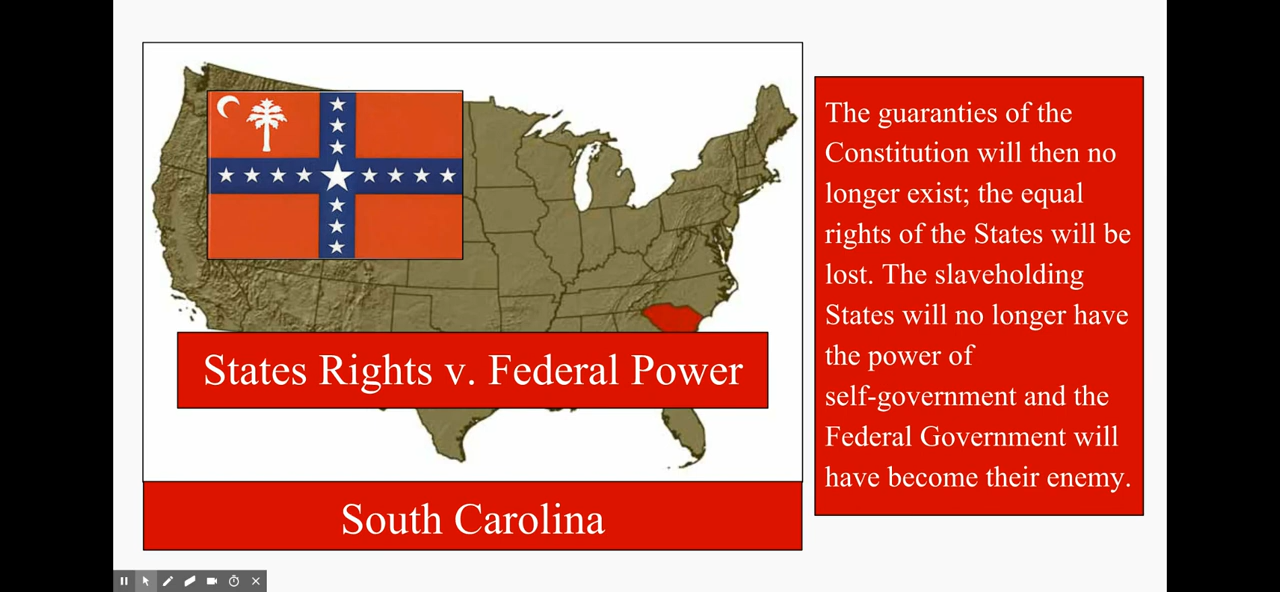 States Rights v. Federal Power
South Carolina
The guaranties of the
Constitution will then no
longer exist; the equal
rights of the States will be
lost. The slaveholding
States will no longer have
the power of
self-government and the
Federal Government will
have become their enemy.